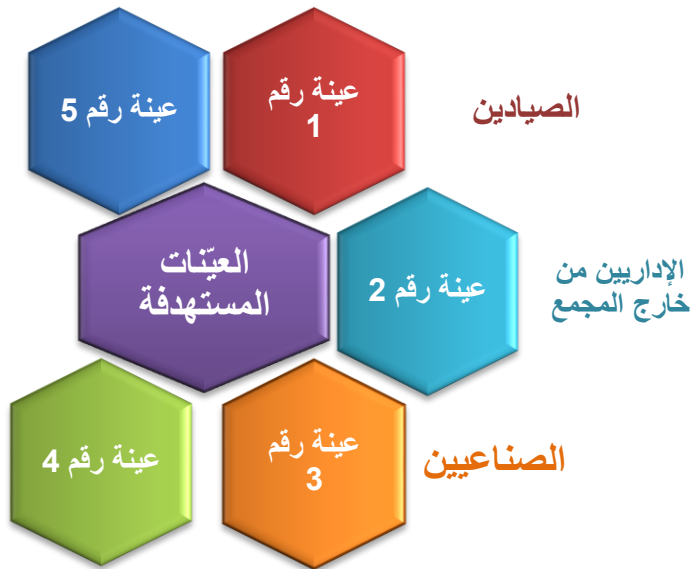 عينة رقم
1
الصيادين
عينة رقم 5
العيّنات
المستهدفة
عينة رقم 2
الإداريين من
خارج المجمع
عينة رقم
3
الصناعيين
عينة رقم 4